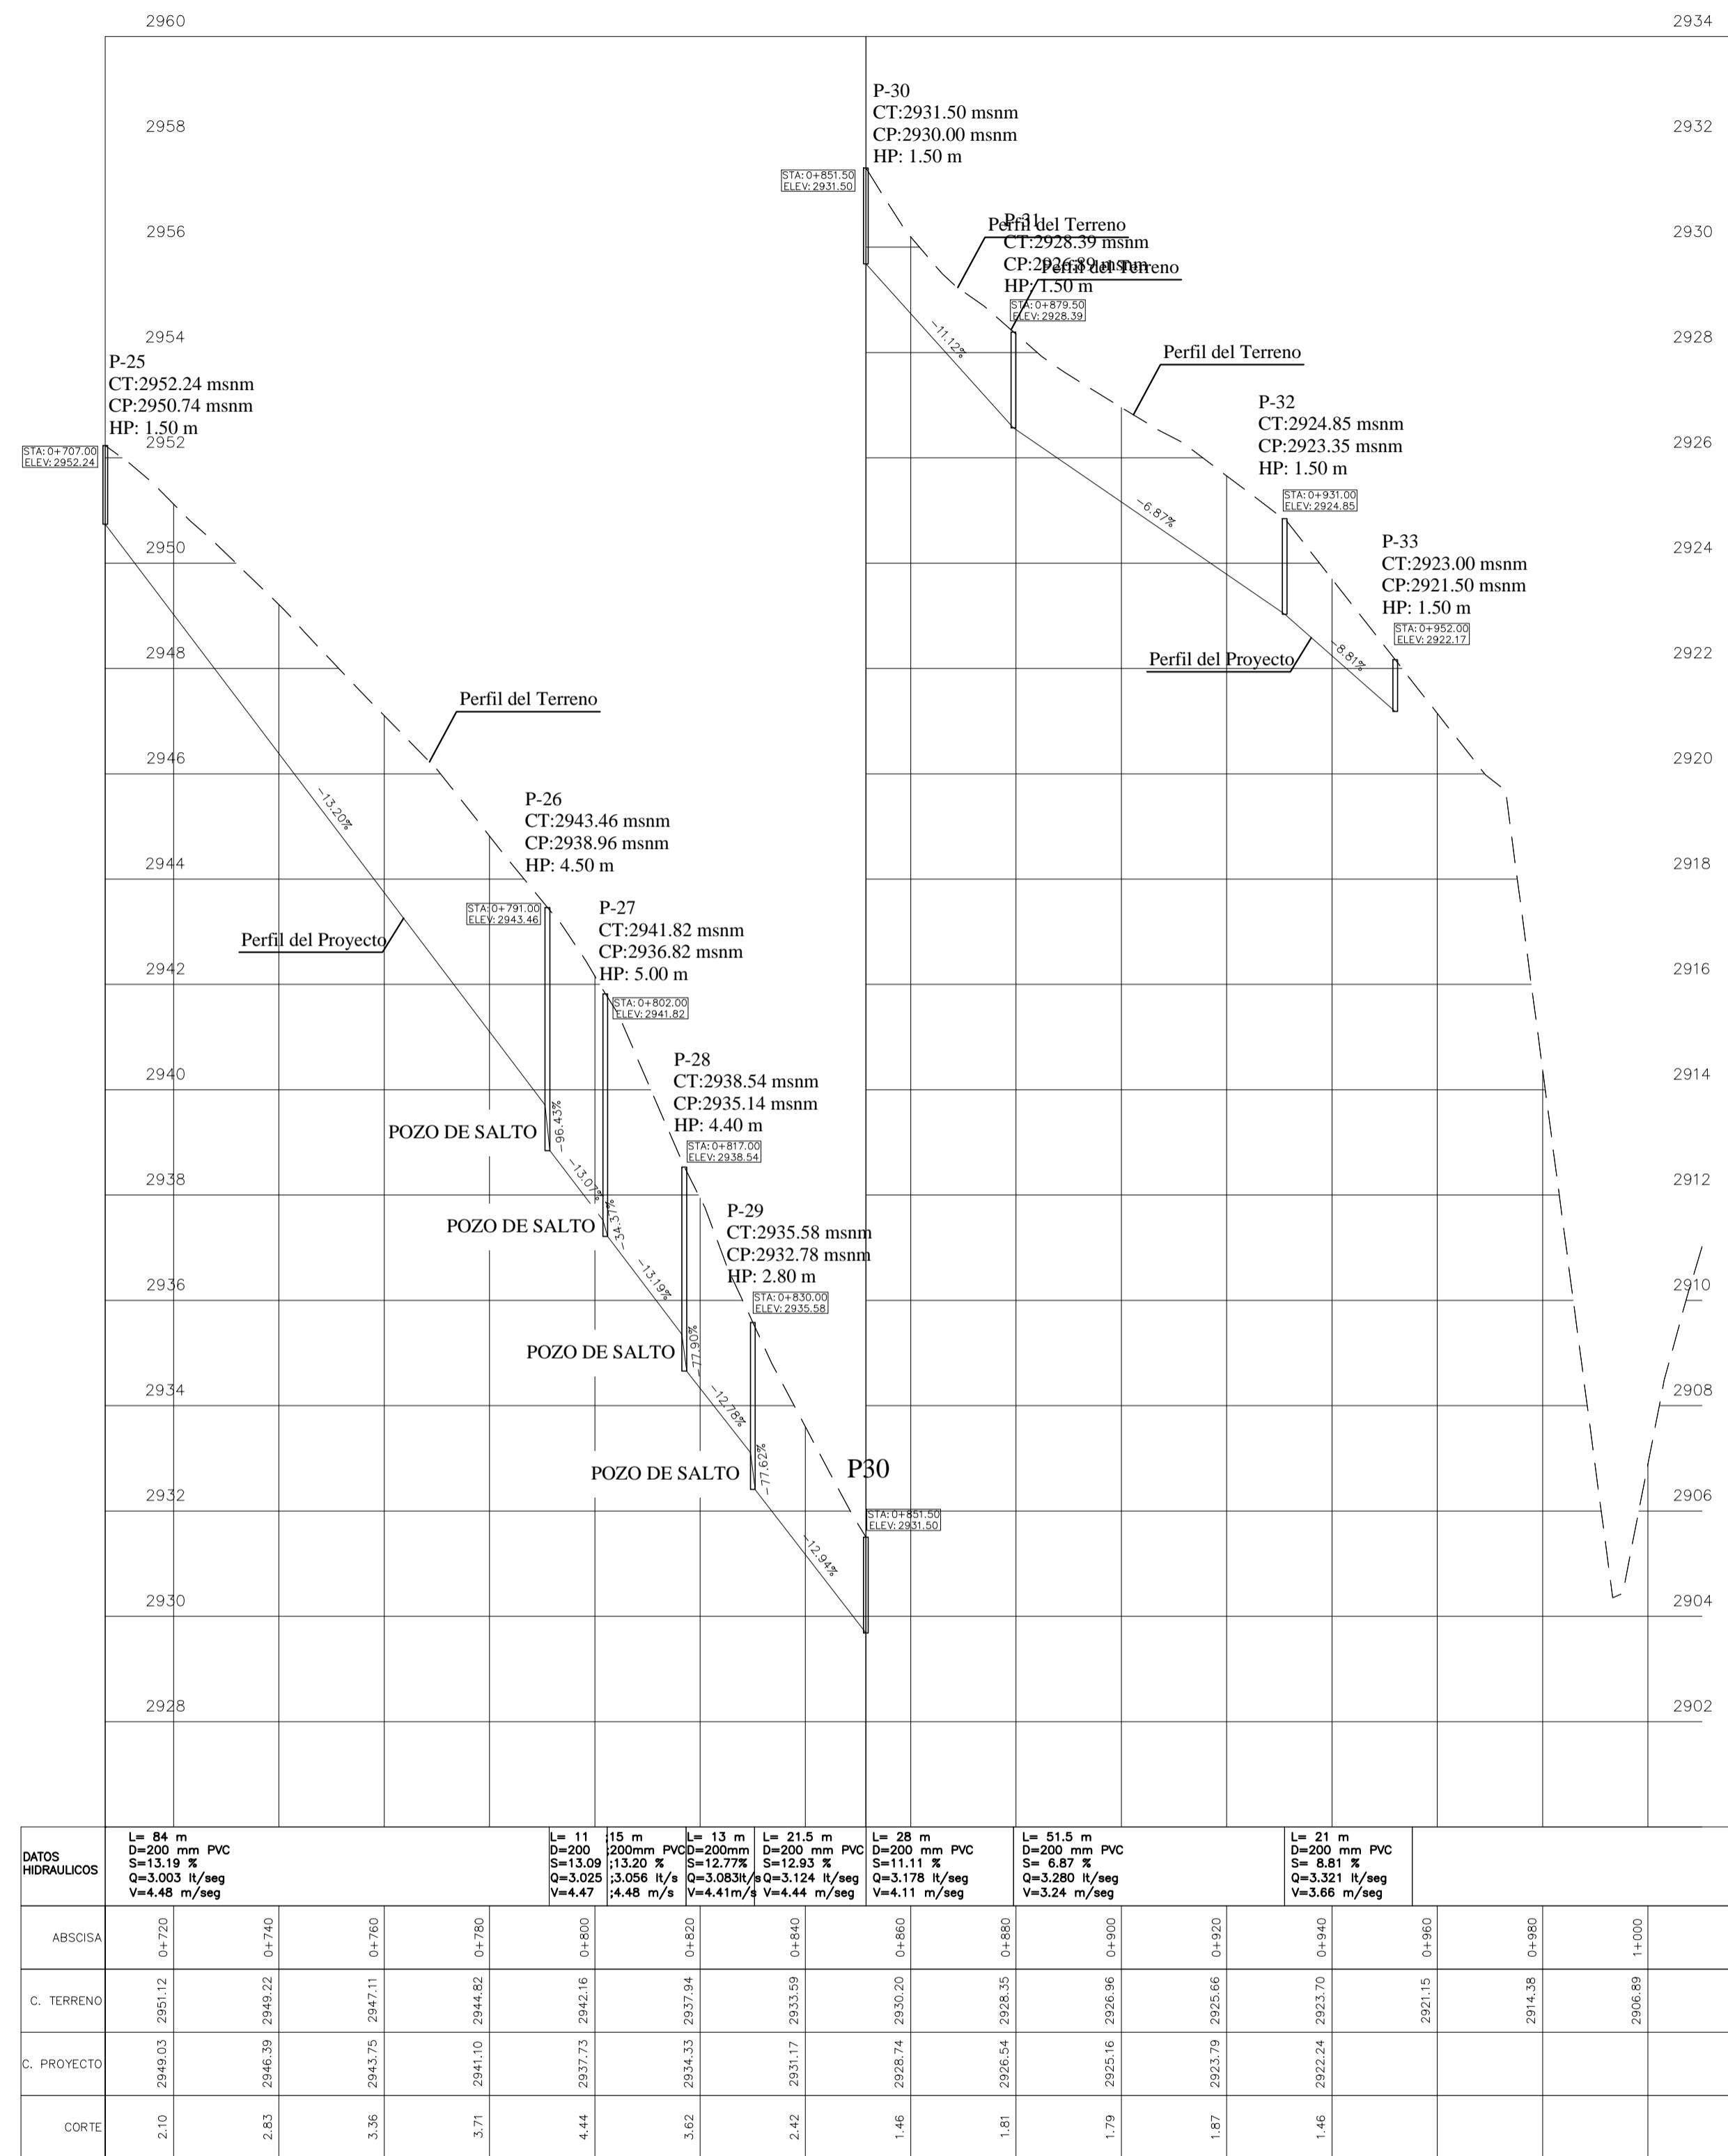 2960
2958
2956
2954
2952
2950
2948
2946
2944
2942
2940
2938
2936
2934
2932
2930
2928
2934
2932
2930
2928
2926
2924
2922
2920
2918
2916
2914
2912
2910
2908
2906
2904
2902
P-25
CT:2952.24 msnm
CP:2950.74 msnm
HP: 1.50 m
STA: 0+707.00
ELEV: 2952.24
-13.20%
Perfil del Terreno
Perfil del Proyecto
P-26
CT:2943.46 msnm
CP:2938.96 msnm
HP: 4.50 m
STA: 0+791.00
ELEV: 2943.46
POZO DE SALTO
-96.43%
-13.07%
P-27
CT:2941.82 msnm
CP:2936.82 msnm
HP: 5.00 m
STA: 0+802.00
ELEV: 2941.82
POZO DE SALTO
-34.37%
-13.19%
P-28
CT:2938.54 msnm
CP:2935.14 msnm
HP: 4.40 m
STA: 0+817.00
ELEV: 2938.54
POZO DE SALTO
-77.90%
-12.78%
P-29
CT:2935.58 msnm
CP:2932.78 msnm
HP: 2.80 m
STA: 0+830.00
ELEV: 2935.58
POZO DE SALTO
-77.62%
-12.94%
P30
STA: 0+851.50
ELEV: 2931.50
P-30
CT:2931.50 msnm
CP:2930.00 msnm
HP: 1.50 m
STA: 0+851.50
ELEV: 2931.50
-11.12%
Perfil del Terreno
P-31
CT:2928.39 msnm
CP:2926.89 msnm
Perfil del Terreno
HP: 1.50 m
STA: 0+879.50
ELEV: 2928.39
-6.87%
Perfil del Terreno
P-32
CT:2924.85 msnm
CP:2923.35 msnm
HP: 1.50 m
STA: 0+931.00
ELEV: 2924.85
-8.81%
Perfil del Proyecto
P-33
CT:2923.00 msnm
CP:2921.50 msnm
HP: 1.50 m
STA: 0+952.00
ELEV: 2922.17
DATOS
HIDRAULICOS
L= 84 m
D=200 mm PVC
S=13.19 %
Q=3.003 lt/seg
V=4.48 m/seg
L= 11
D=200
S=13.09
Q=3.025
V=4.47
;15 m
;200mm PVC
;13.20 %
;3.056 lt/s
;4.48 m/s
L= 13 m
D=200mm
S=12.77%
Q=3.083lt/s
V=4.41m/s
L= 21.5 m
D=200 mm PVC
S=12.93 %
Q=3.124 lt/seg
V=4.44 m/seg
L= 28 m
D=200 mm PVC
S=11.11 %
Q=3.178 lt/seg
V=4.11 m/seg
L= 51.5 m
D=200 mm PVC
S= 6.87 %
Q=3.280 lt/seg
V=3.24 m/seg
L= 21 m
D=200 mm PVC
S= 8.81 %
Q=3.321 lt/seg
V=3.66 m/seg
ABSCISA 0+720 0+740 0+760 0+780 0+800 0+820 0+840 0+860 0+880 0+900 0+920 0+940 0+960 0+980 1+000
C. TERRENO 2951.12 2949.22 2947.11 2944.82 2942.16 2937.94 2933.59 2930.20 2928.35 2926.96 2925.66 2923.70 2921.15 2914.38 2906.89
C. PROYECTO 2949.03 2946.39 2943.75 2941.10 2937.73 2934.33 2931.17 2928.74 2926.54 2925.16 2923.79 2922.24
CORTE 2.10 2.83 3.36 3.71 4.44 3.62 2.42 1.46 1.81 1.79 1.87 1.46